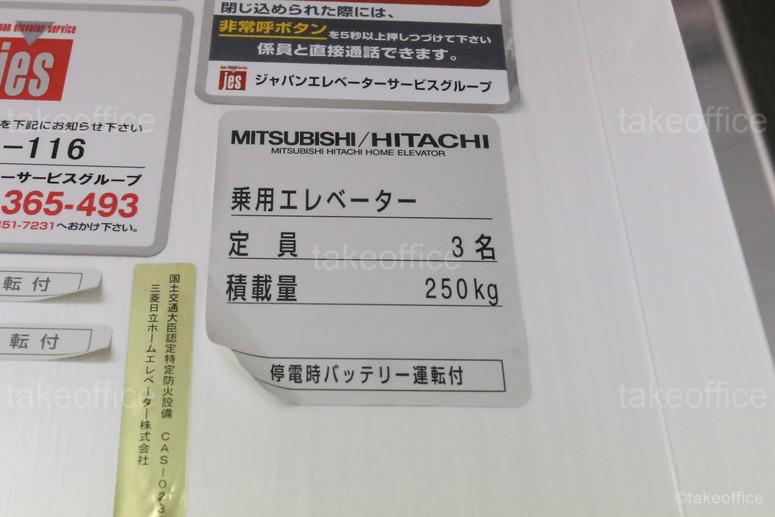 閉じ込められた際には、
非常呼ボタンを5秒以上押しつづけて下さい
係員と直接通話できます。
jes ジャパンエレベーターサービスグループ
jes
を下記にお知らせ下さい
-116
ーサービスグループ
365-493
351-7231へおかけ下さい。
MITSUBISHI/HITACHI
MITSUBISHI HITACHI HOME ELEVATOR
乗用エレベーター
定員 3名
積載量 250kg
停電時バッテリー運転付
転付
転付
国土交通大臣認定特定防火設備 CAS-023
三菱日立ホームエレベーター株式会社
takeoffice
takeoffice
takeoffice
takeoffice
takeoffice
©takeoffice